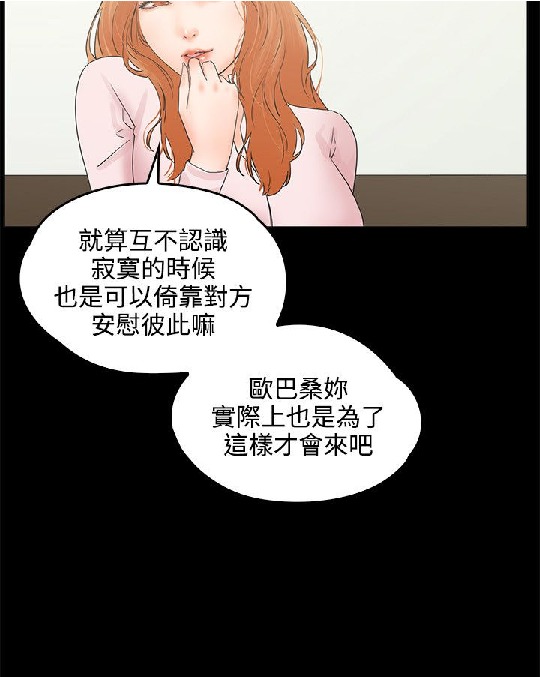 就算互不認識
寂寞的時候
也是可以倚靠對方
安慰彼此嘛
歐巴桑妳
實際上也是為了
這樣才會來吧